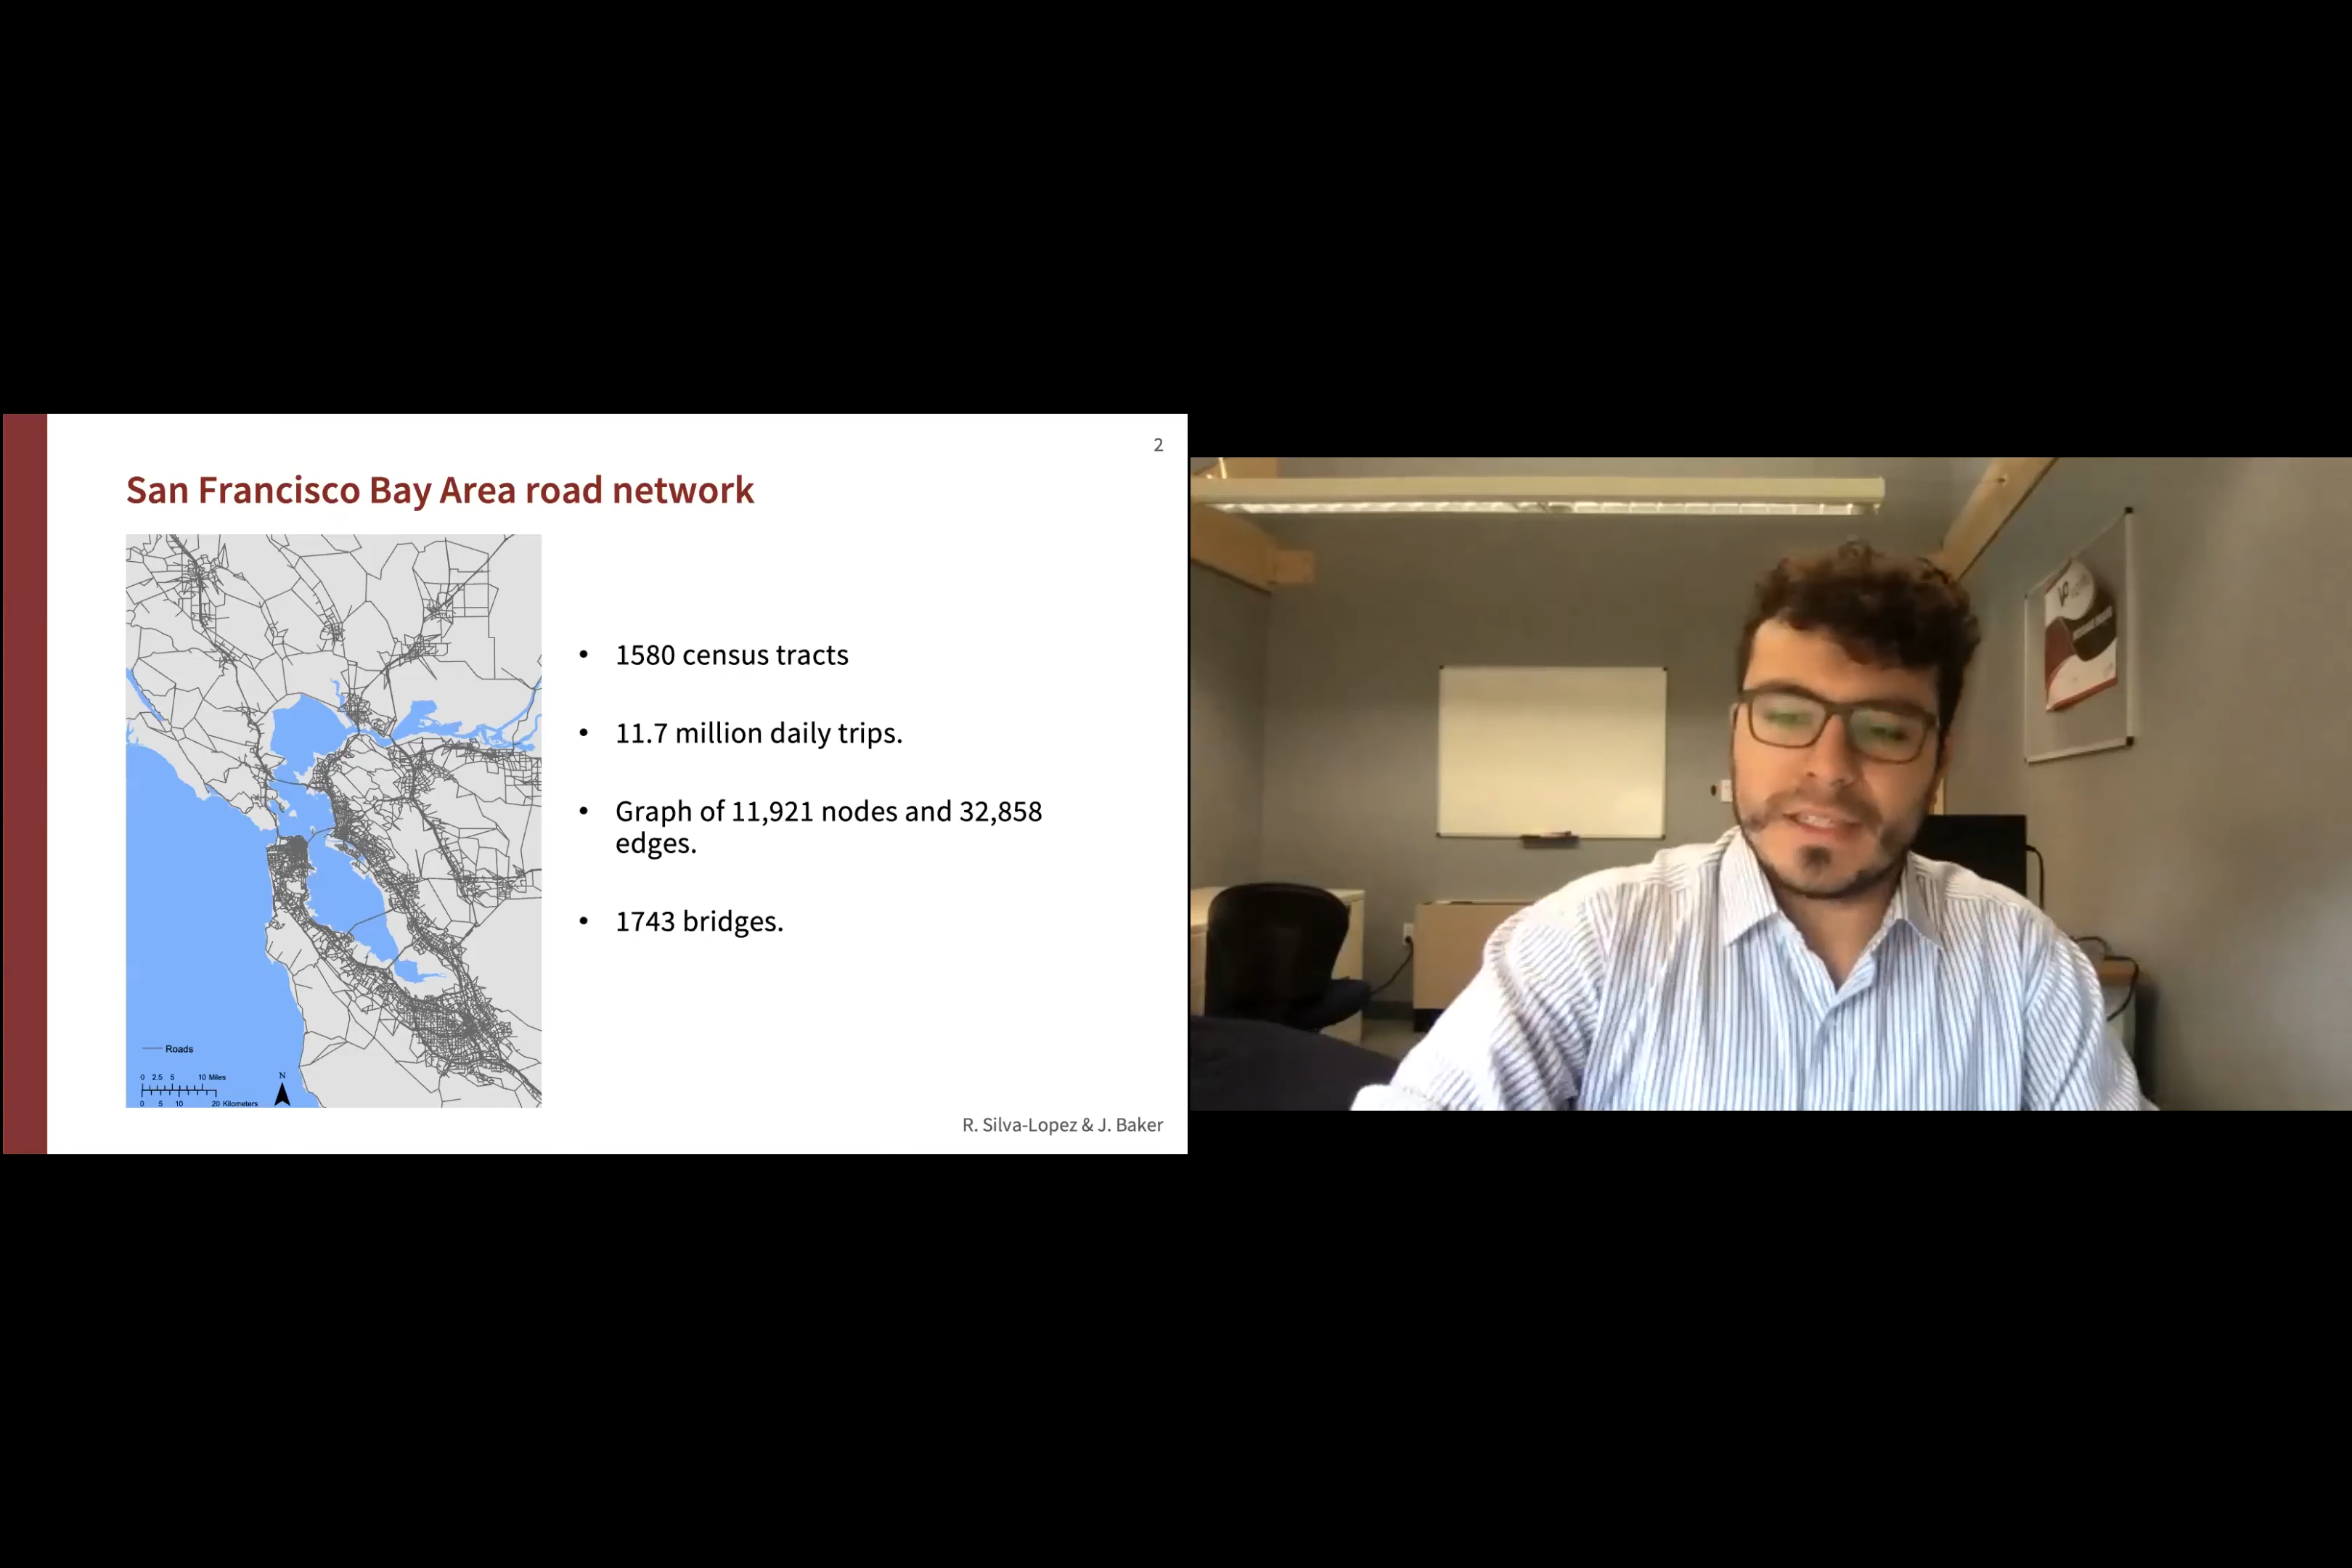 2
San Francisco Bay Area road network
• 1580 census tracts
• 11.7 million daily trips.
• Graph of 11,921 nodes and 32,858
edges.
• 1743 bridges.
Roads
0 2.5 5 10 Miles
0 5 10 20 Kilometers
N
R. Silva-Lopez & J. Baker